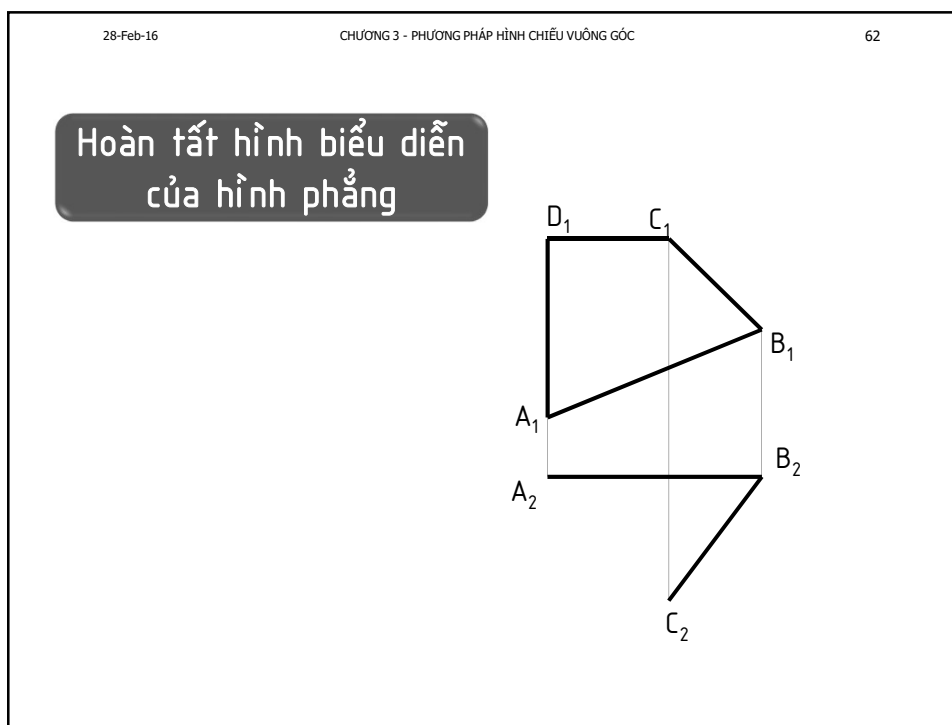 28-Feb-16 CHƯƠNG 3 - PHƯƠNG PHÁP HÌNH CHIẾU VUÔNG GÓC 62
Hoàn tất hình biểu diễn
của hình phẳng
D₁ C₁
B₁
A₁
B₂
A₂
C₂